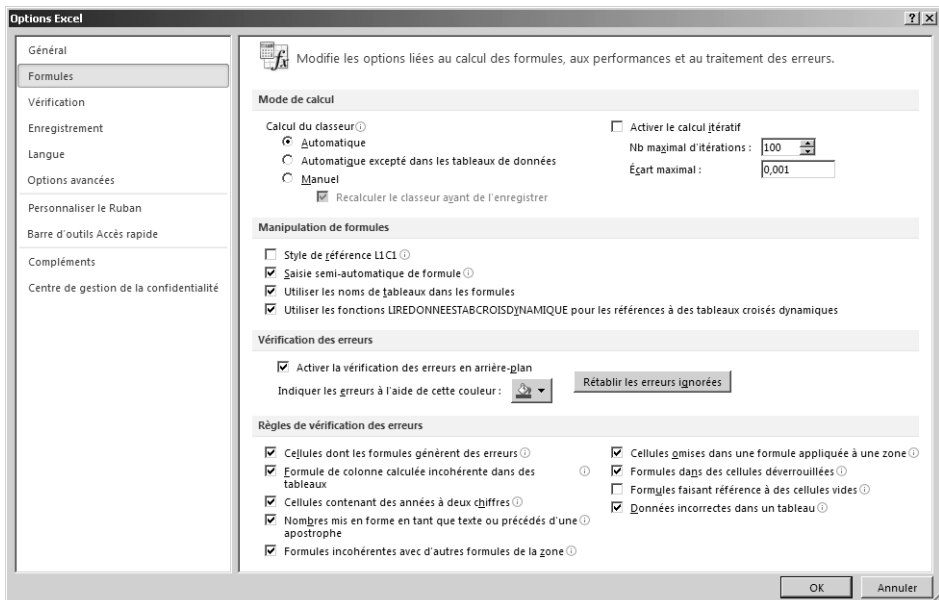 Options Excel
Général
Formules
Vérification
Enregistrement
Langue
Options avancées
Personnaliser le Ruban
Barre d'outils Accès rapide
Compléments
Centre de gestion de la confidentialité
Modifie les options liées au calcul des formules, aux performances et au traitement des erreurs.
Mode de calcul
Calcul du classeur
Automatique
Automatique excepté dans les tableaux de données
Manuel
Recalculer le classeur avant de l'enregistrer
Activer le calcul itératif
Nb maximal d'itérations : 100
Écart maximal : 0,001
Manipulation de formules
Style de référence L1C1
Saisie semi-automatique de formule
Utiliser les noms de tableaux dans les formules
Utiliser les fonctions LIREDONNEESTABCROISDYNAMIQUE pour les références à des tableaux croisés dynamiques
Vérification des erreurs
Activer la vérification des erreurs en arrière-plan
Indiquer les erreurs à l'aide de cette couleur :
Rétablir les erreurs ignorées
Règles de vérification des erreurs
Cellules dont les formules génèrent des erreurs
Formule de colonne calculée incohérente dans des
tableaux
Cellules contenant des années à deux chiffres
Nombres mis en forme en tant que texte ou précédés d'une
apostrophe
Formules incohérentes avec d'autres formules de la zone
Cellules omises dans une formule appliquée à une zone
Formules dans des cellules déverrouillées
Formules faisant référence à des cellules vides
Données incorrectes dans un tableau
OK
Annuler